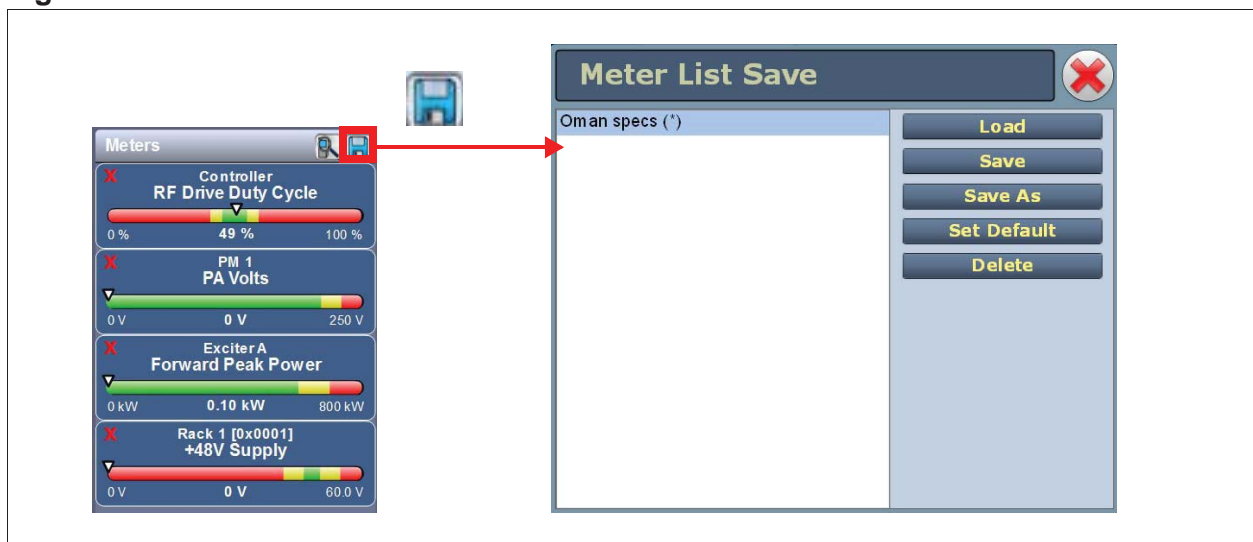 Meters
X
Controller
RF Drive Duty Cycle
0 % 49 % 100 %
X
PM 1
PA Volts
0 V 0 V 250 V
X
Exciter A
Forward Peak Power
0 kW 0.10 kW 800 kW
X
Rack 1 [0x0001]
+48V Supply
0 V 0 V 60.0 V
Meter List Save
Oman specs (*)
Load
Save
Save As
Set Default
Delete